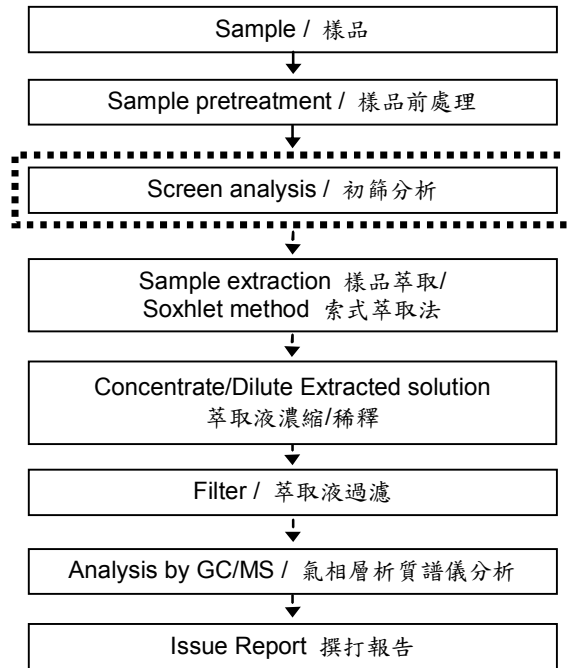 Sample / 樣品
Sample pretreatment / 樣品前處理
Screen analysis / 初篩分析
Sample extraction 樣品萃取/
Soxhlet method 索式萃取法
Concentrate/Dilute Extracted solution
萃取液濃縮/稀釋
Filter / 萃取液過濾
Analysis by GC/MS / 氣相層析質譜儀分析
Issue Report 撰打報告